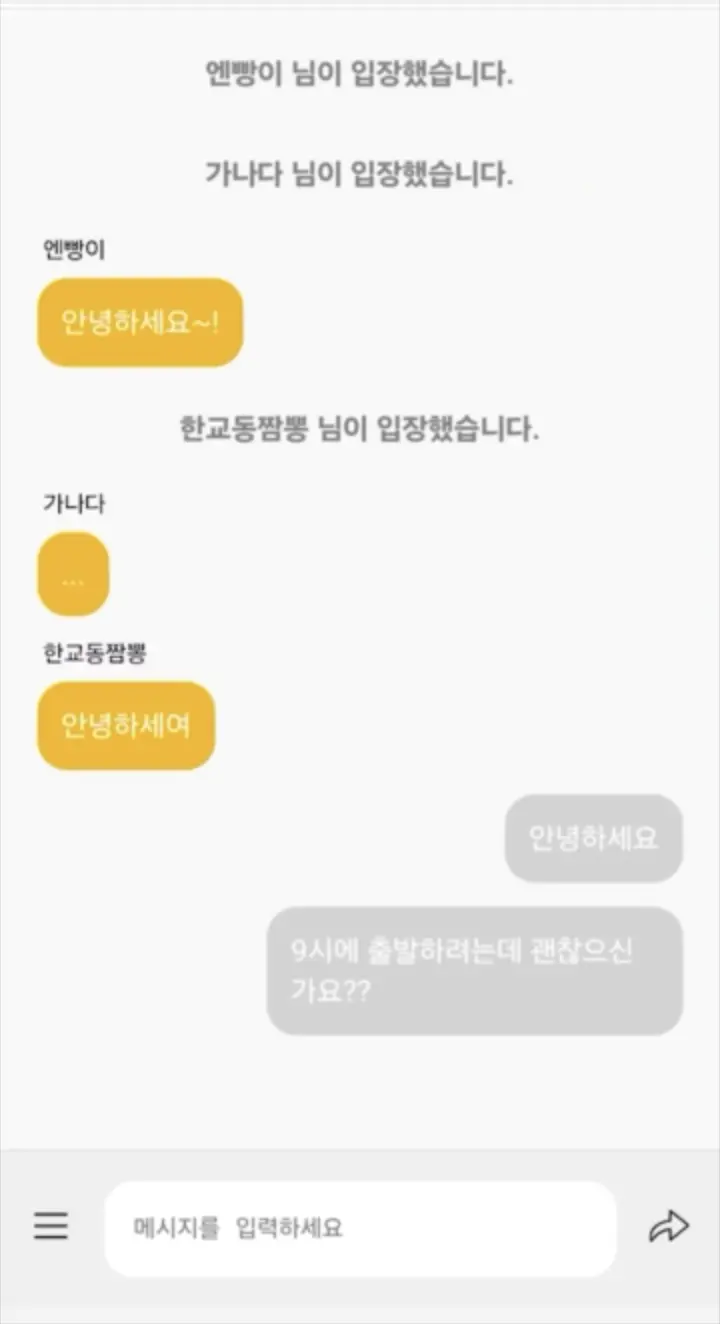 엔빵이 님이 입장했습니다.
가나다 님이 입장했습니다.
엔빵이
안녕하세요~!
한교동짬뽕 님이 입장했습니다.
가나다
...
한교동짬뽕
안녕하세여
안녕하세요
9시에 출발하려는데 괜찮으신
가요??
메시지를 입력하세요